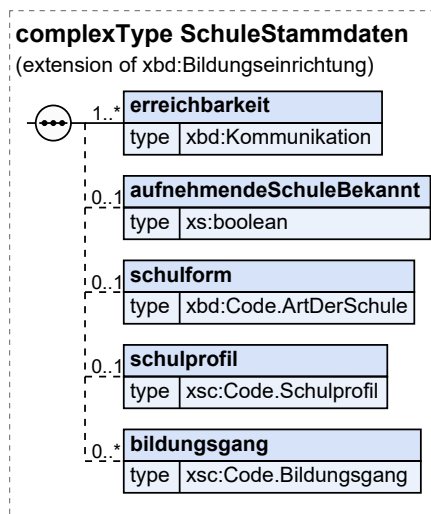 complexType SchuleStammdaten
(extension of xbd:Bildungseinrichtung)
1..* erreichbarkeit
type xbd:Kommunikation
0..1 aufnehmendeSchuleBekannt
type xs:boolean
0..1 schulform
type xbd:Code.ArtDerSchule
0..1 schulprofil
type xsc:Code.Schulprofil
0..* bildungsgang
type xsc:Code.Bildungsgang